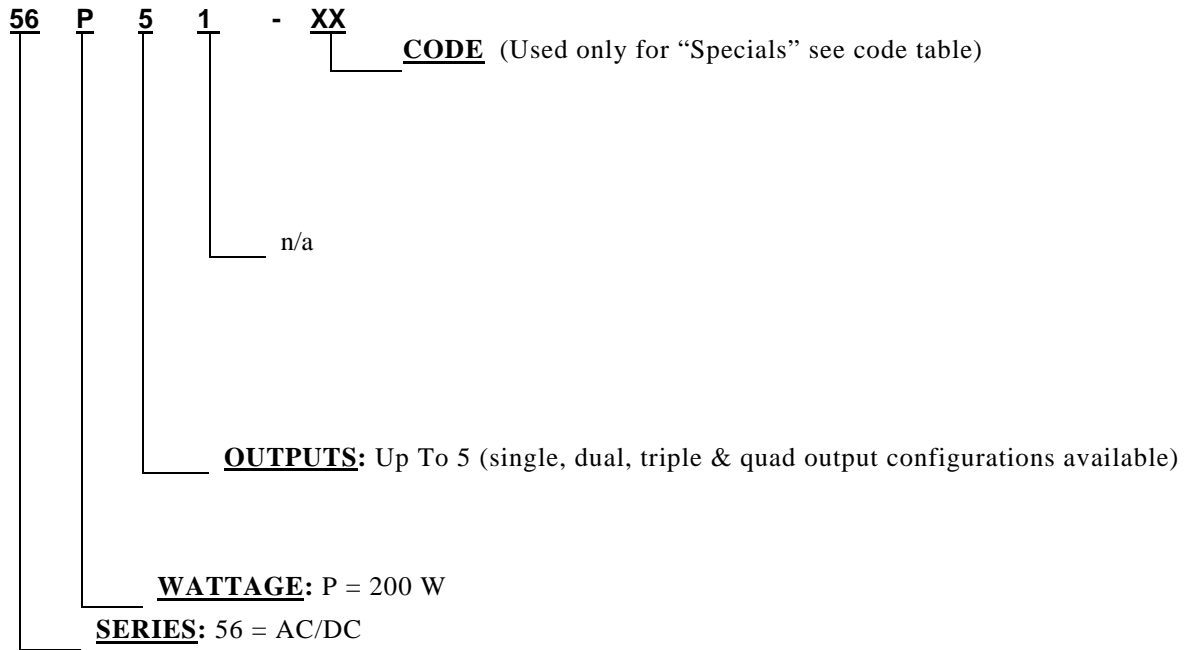 56 P 5 1 - XX
CODE (Used only for “Specials” see code table)
n/a
OUTPUTS: Up To 5 (single, dual, triple & quad output configurations available)
WATTAGE: P = 200 W
SERIES: 56 = AC/DC